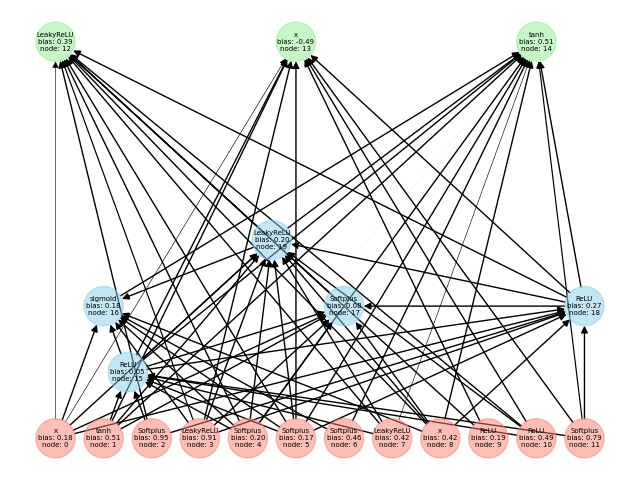 LeakyReLU
bias: 0.39
node: 12
x
bias: -0.49
node: 13
tanh
bias: 0.51
node: 14
LeakyReLU
bias: 0.20
node: 19
sigmoid
bias: 0.18
node: 16
Softplus
bias: 0.08
node: 17
ReLU
bias: 0.27
node: 18
ReLU
bias: 0.05
node: 15
x
bias: 0.18
node: 0
tanh
bias: 0.51
node: 1
Softplus
bias: 0.95
node: 2
LeakyReLU
bias: 0.91
node: 3
Softplus
bias: 0.20
node: 4
Softplus
bias: 0.17
node: 5
Softplus
bias: 0.46
node: 6
LeakyReLU
bias: 0.42
node: 7
x
bias: 0.42
node: 8
ReLU
bias: 0.19
node: 9
ReLU
bias: 0.49
node: 10
Softplus
bias: 0.79
node: 11